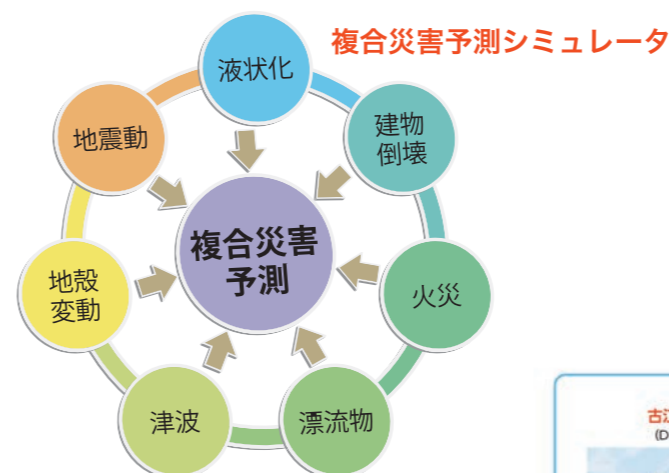 複合災害予測シミュレータ
液状化
建物
倒壊
火災
漂流物
津波
地殻
変動
地震動
複合災害
予測
(D